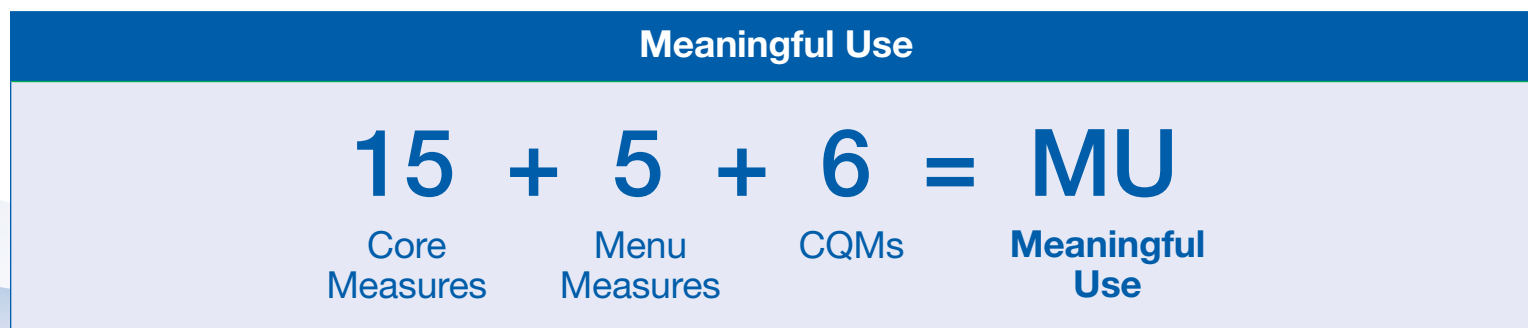 Meaningful Use
15 + 5 + 6 = MU
Core Menu CQMs Meaningful
Measures Measures Use